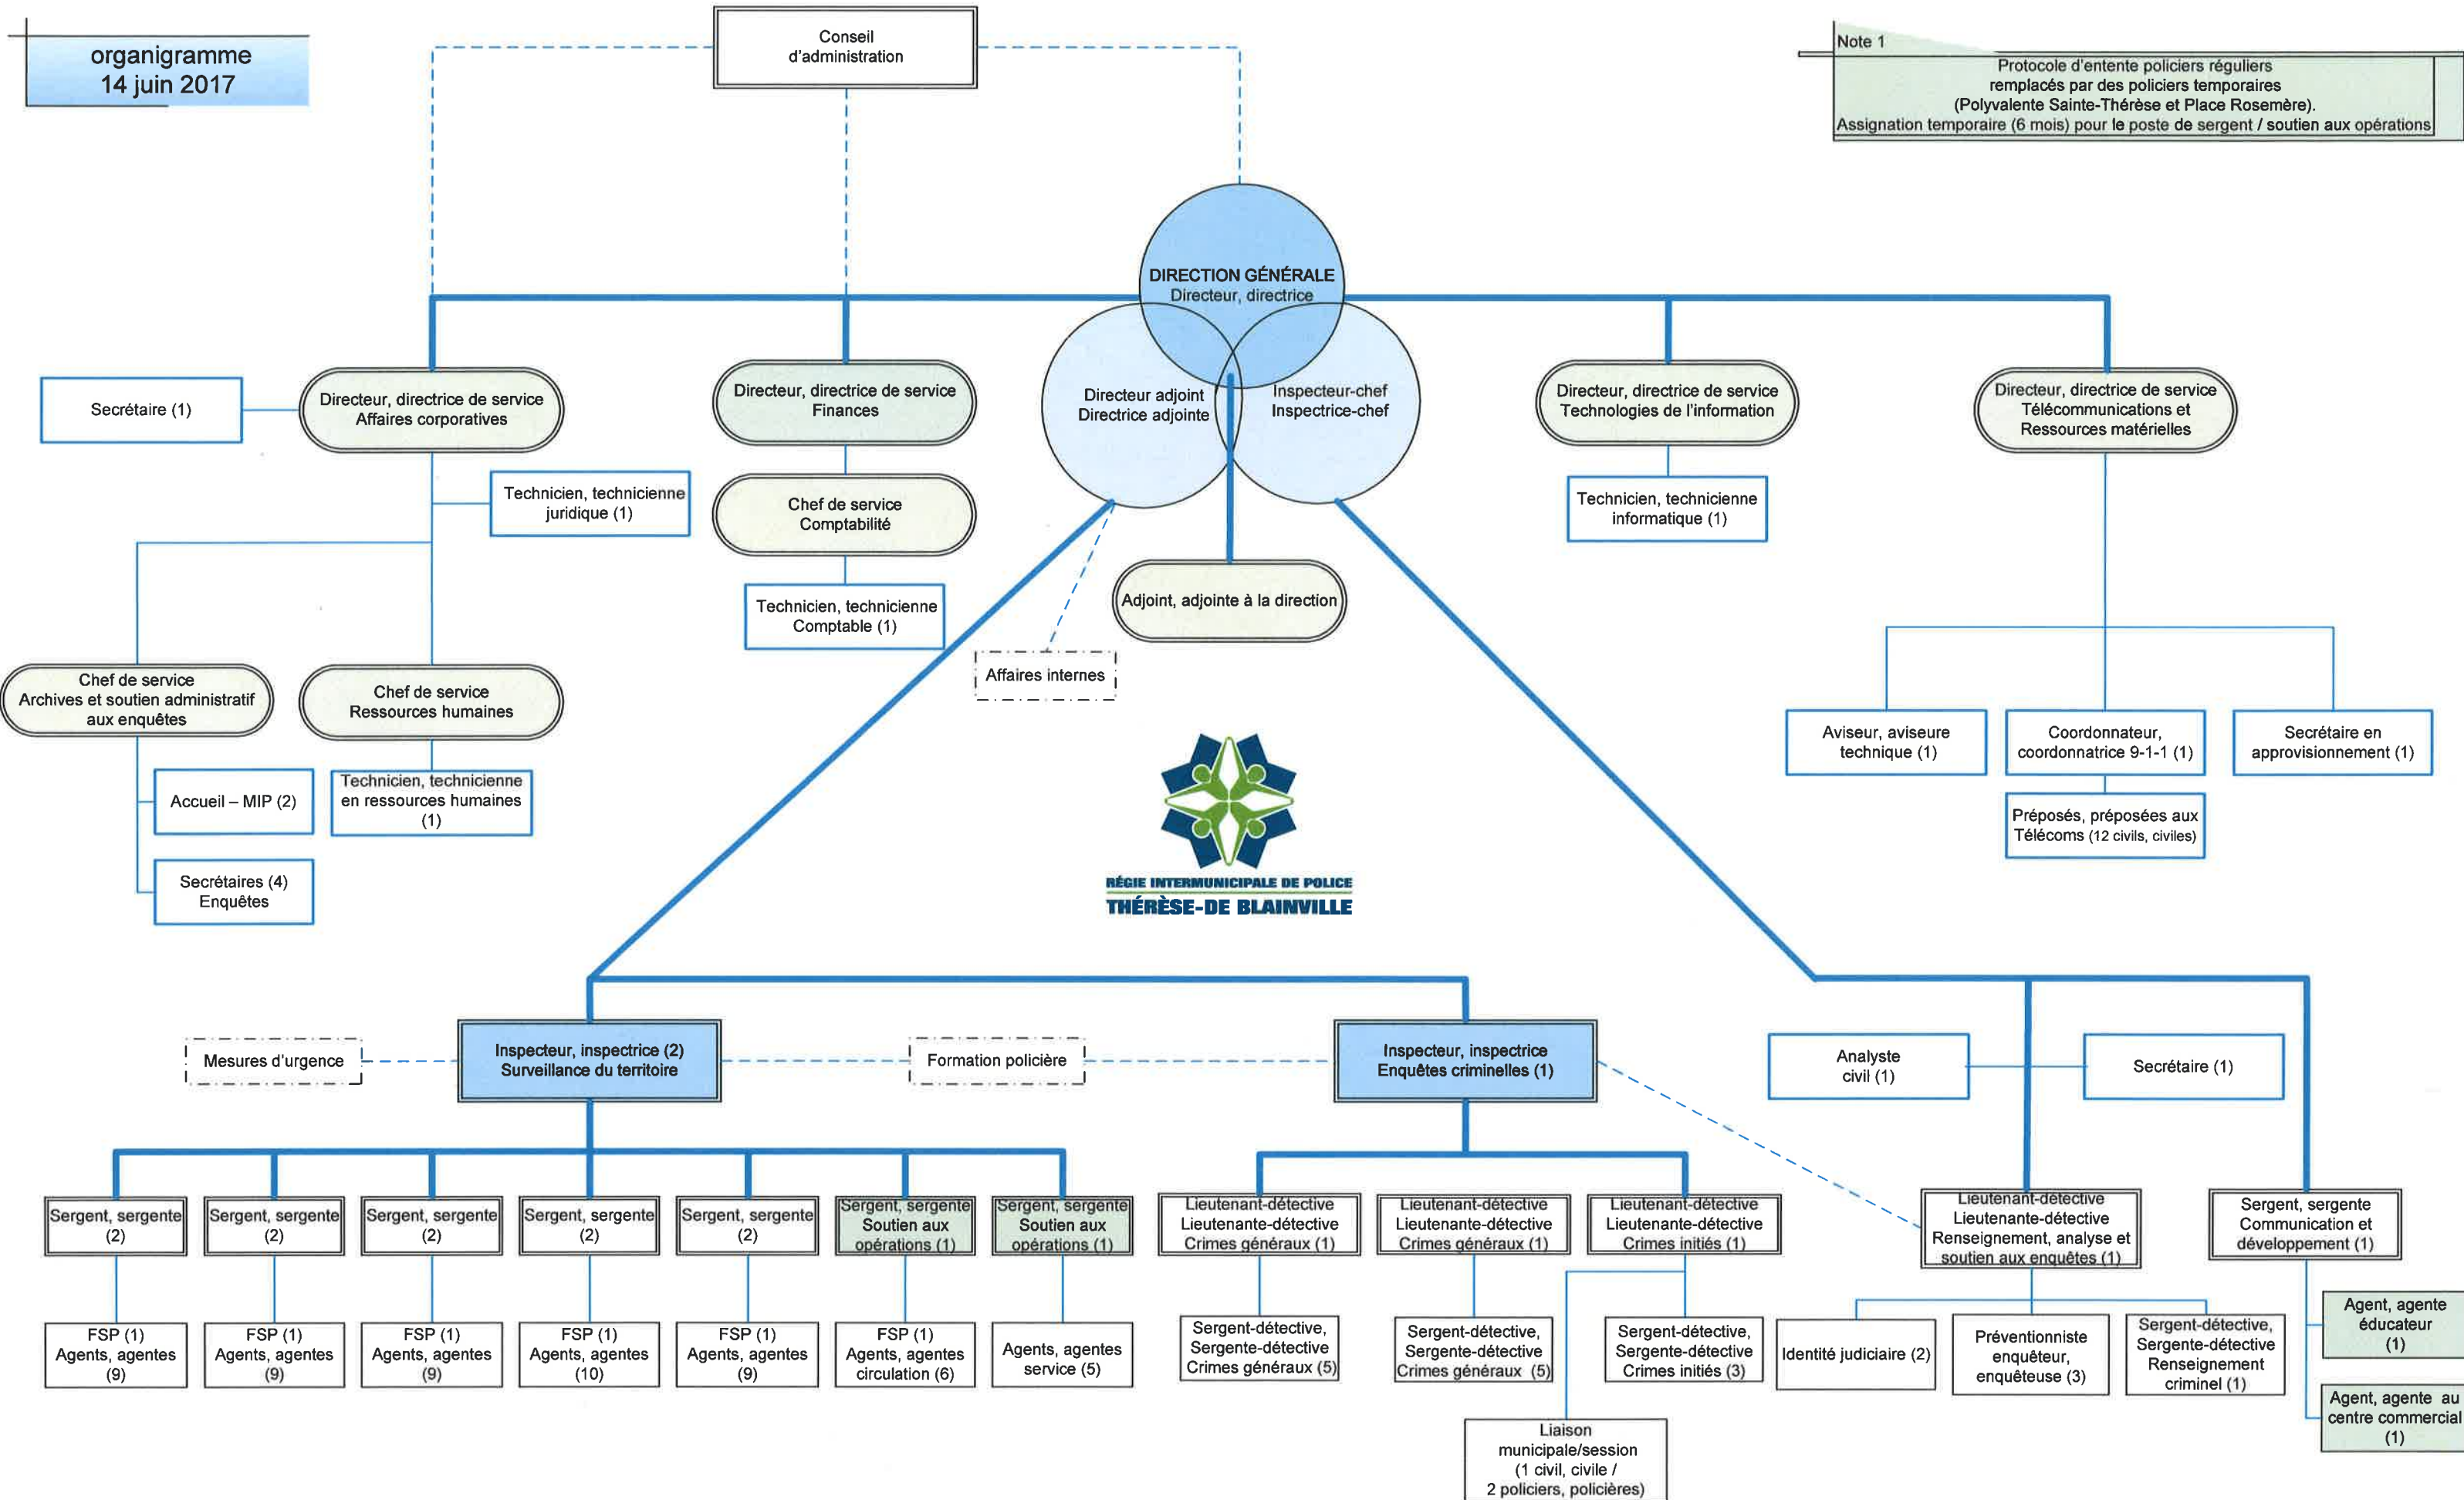 organigramme
14 juin 2017
Conseil
d'administration
Note 1
Protocole d'entente policiers réguliers
remplacés par des policiers temporaires
(Polyvalente Sainte-Thérèse et Place Rosemère).
Assignation temporaire (6 mois) pour le poste de sergent / soutien aux opérations
DIRECTION GÉNÉRALE
Directeur, directrice
Directeur adjoint
Directrice adjointe
Inspecteur-chef
Inspectrice-chef
Secrétaire (1)
Directeur, directrice de service
Affaires corporatives
Directeur, directrice de service
Finances
Directeur, directrice de service
Technologies de l'information
Directeur, directrice de service
Télécommunications et
Ressources matérielles
Technicien, technicienne
juridique (1)
Chef de service
Comptabilité
Technicien, technicienne
informatique (1)
Technicien, technicienne
Comptable (1)
Adjoint, adjointe à la direction
Affaires internes
Chef de service
Archives et soutien administratif
aux enquêtes
Chef de service
Ressources humaines
Aviseur, aviseure
technique (1)
Coordonnateur,
coordonnatrice 9-1-1 (1)
Secrétaire en
approvisionnement (1)
Accueil – MIP (2)
Technicien, technicienne
en ressources humaines
(1)
Préposés, préposées aux
Télécoms (12 civils, civiles)
Secrétaires (4)
Enquêtes
RÉGIE INTERMUNICIPALE DE POLICE
THÉRÈSE-DE BLAINVILLE
Mesures d'urgence
Inspecteur, inspectrice (2)
Surveillance du territoire
Formation policière
Inspecteur, inspectrice
Enquêtes criminelles (1)
Analyste
civil (1)
Secrétaire (1)
Sergent, sergente
(2)
Sergent, sergente
(2)
Sergent, sergente
(2)
Sergent, sergente
(2)
Sergent, sergente
(2)
Sergent, sergente
Soutien aux
opérations (1)
Sergent, sergente
Soutien aux
opérations (1)
Lieutenant-détective
Lieutenante-détective
Crimes généraux (1)
Lieutenant-détective
Lieutenante-détective
Crimes généraux (1)
Lieutenant-détective
Lieutenante-détective
Crimes initiés (1)
Lieutenant-détective
Lieutenante-détective
Renseignement, analyse et
soutien aux enquêtes (1)
Sergent, sergente
Communication et
développement (1)
FSP (1)
Agents, agentes
(9)
FSP (1)
Agents, agentes
(9)
FSP (1)
Agents, agentes
(9)
FSP (1)
Agents, agentes
(10)
FSP (1)
Agents, agentes
(9)
FSP (1)
Agents, agentes
circulation (6)
Agents, agentes
service (5)
Sergent-détective,
Sergente-détective
Crimes généraux (5)
Sergent-détective,
Sergente-détective
Crimes généraux (5)
Sergent-détective,
Sergente-détective
Crimes initiés (3)
Identité judiciaire (2)
Préventionniste
enquêteur,
enquêteuse (3)
Sergent-détective,
Sergente-détective
Renseignement
criminel (1)
Agent, agente
éducateur
(1)
Agent, agente au
centre commercial
(1)
Liaison
municipale/session
(1 civil, civile /
2 policiers, policières)